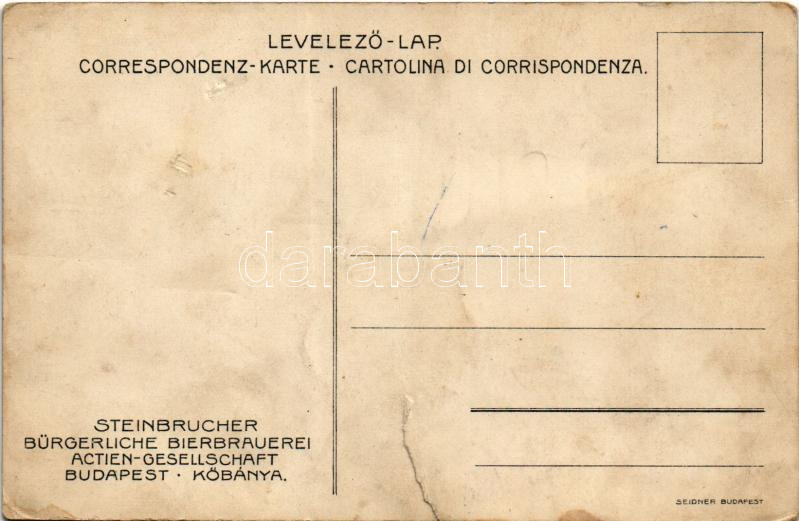 LEVELEZŐ-LAP.
CORRESPONDENZ-KARTE · CARTOLINA DI CORRISPONDENZA.
darabanth
STEINBRUCHER
BÜRGERLICHE BIERBRAUEREI
ACTIEN-GESELLSCHAFT
BUDAPEST · KŐBÁNYA.
SEIDNER BUDAPEST